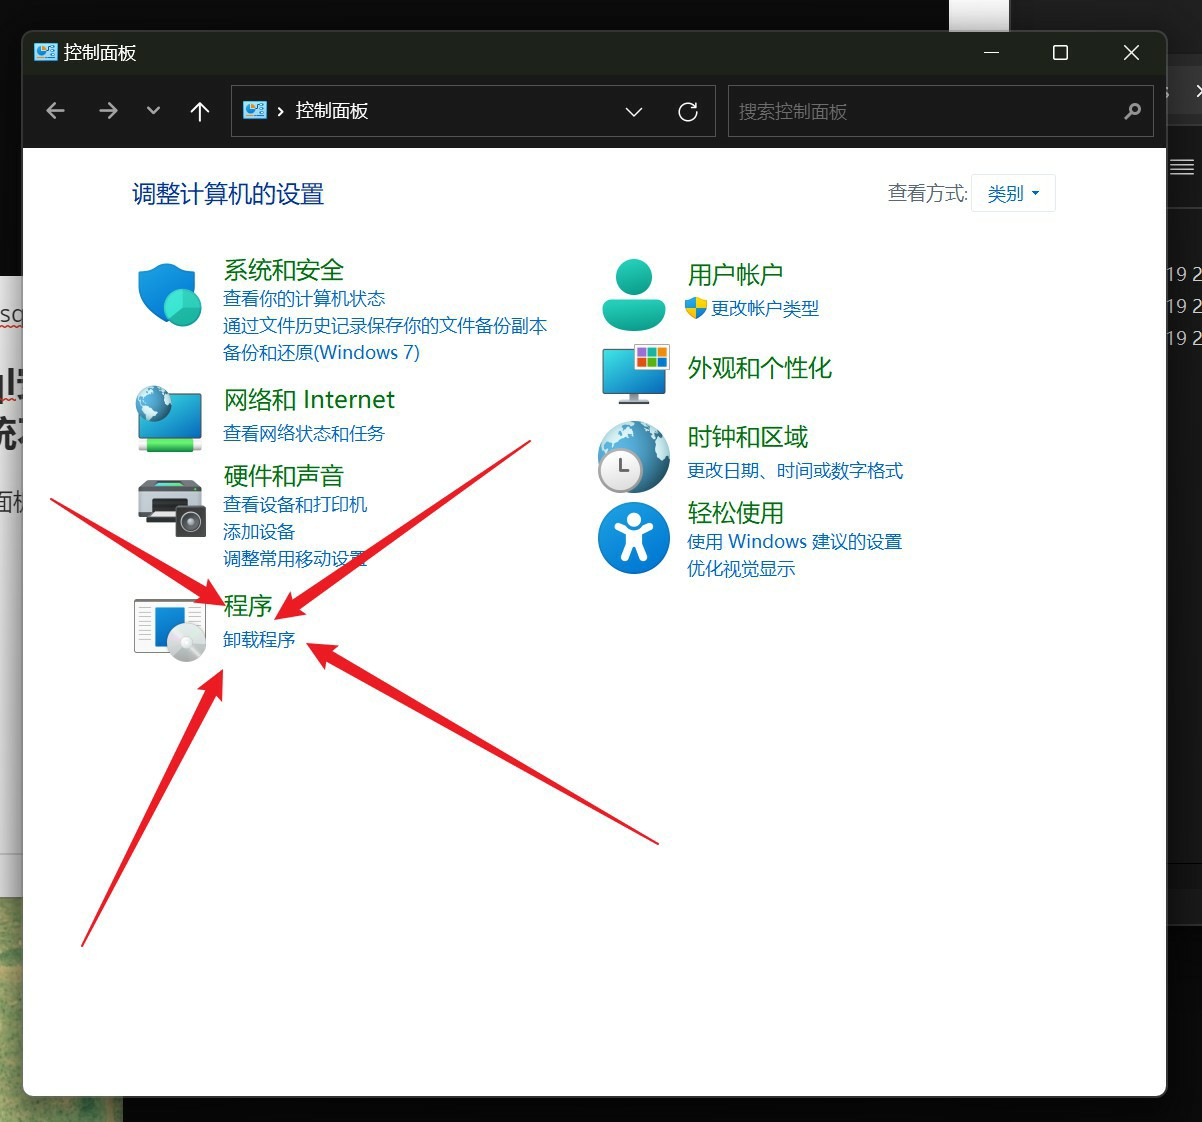 控制面板
控制面板
搜索控制面板
调整计算机的设置
查看方式: 类别
系统和安全
查看你的计算机状态
通过文件历史记录保存你的文件备份副本
备份和还原(Windows 7)
网络和 Internet
查看网络状态和任务
硬件和声音
查看设备和打印机
添加设备
调整常用移动设置
程序
卸载程序
用户帐户
更改帐户类型
外观和个性化
时钟和区域
更改日期、时间或数字格式
轻松使用
使用 Windows 建议的设置
优化视觉显示
19 2
19 2
19 2